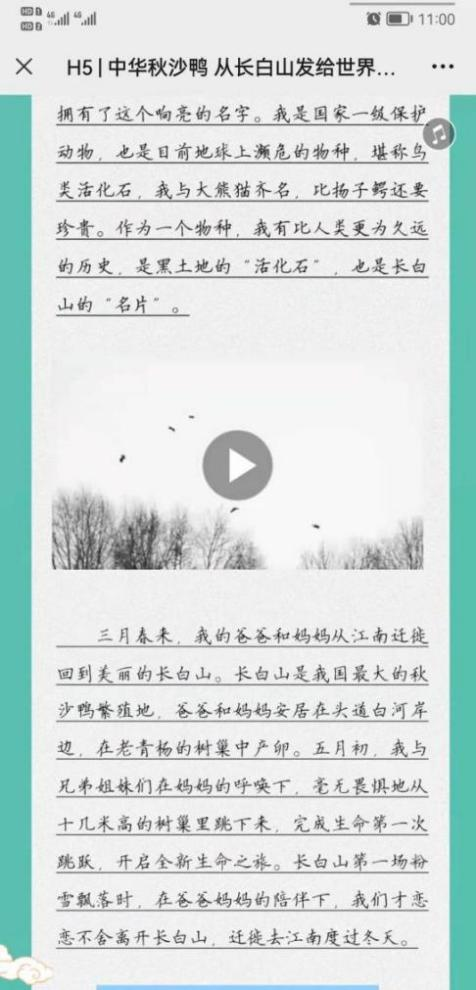 HD 1 4G 4G 11:00
HD 2
H5 | 中华秋沙鸭 从长白山发给世界...
拥有了这个响亮的名字。我是国家一级保护
动物，也是目前地球上濒危的物种，堪称鸟
类活化石，我与大熊猫齐名，比扬子鳄还要
珍贵。作为一个物种，我有比人类更为久远
的历史，是黑土地的“活化石”，也是长白
山的“名片”。
三月春来，我的爸爸和妈妈从江南迁徙
回到美丽的长白山。长白山是我国最大的秋
沙鸭繁殖地，爸爸和妈妈安居在头道白河岸
边，在老青杨的树巢中产卵。五月初，我与
兄弟姐妹们在妈妈的呼唤下，毫无畏惧地从
十几米高的树巢里跳下来，完成生命第一次
跳跃，开启全新生命之旅。长白山第一场粉
雪飘落时，在爸爸妈妈的陪伴下，我们才恋
恋不舍离开长白山，迁徙去江南度过冬天。